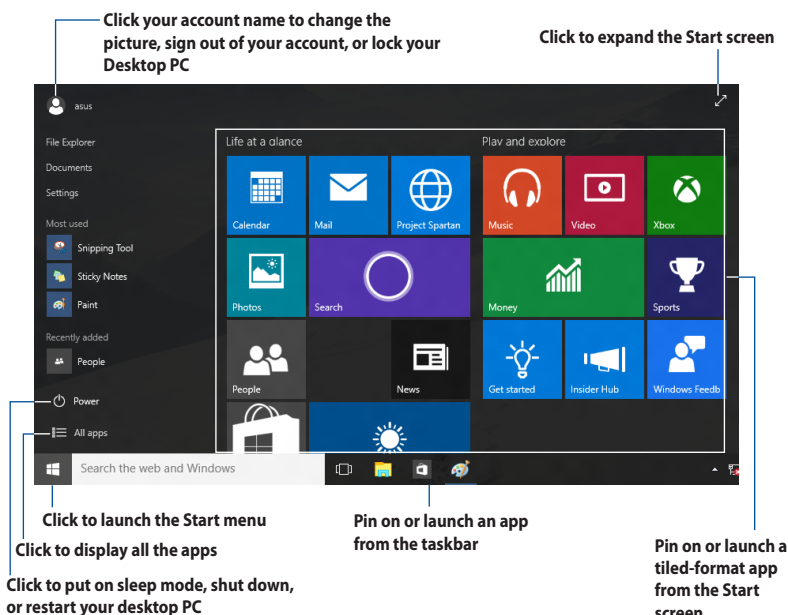 Click your account name to change the
picture, sign out of your account, or lock your
Desktop PC
Click to expand the Start screen
asus
File Explorer
Documents
Settings
Most used
Snipping Tool
Sticky Notes
Paint
Recently added
People
Power
All apps
Life at a glance
Play and explore
Calendar
Mail
Project Spartan
Music
Video
Xbox
Photos
Search
Money
Sports
People
News
Get started
Insider Hub
Windows Feedb
Search the web and Windows
Click to launch the Start menu
Click to display all the apps
Click to put on sleep mode, shut down,
or restart your desktop PC
Pin on or launch an app
from the taskbar
Pin on or launch a
tiled-format app
from the Start
screen